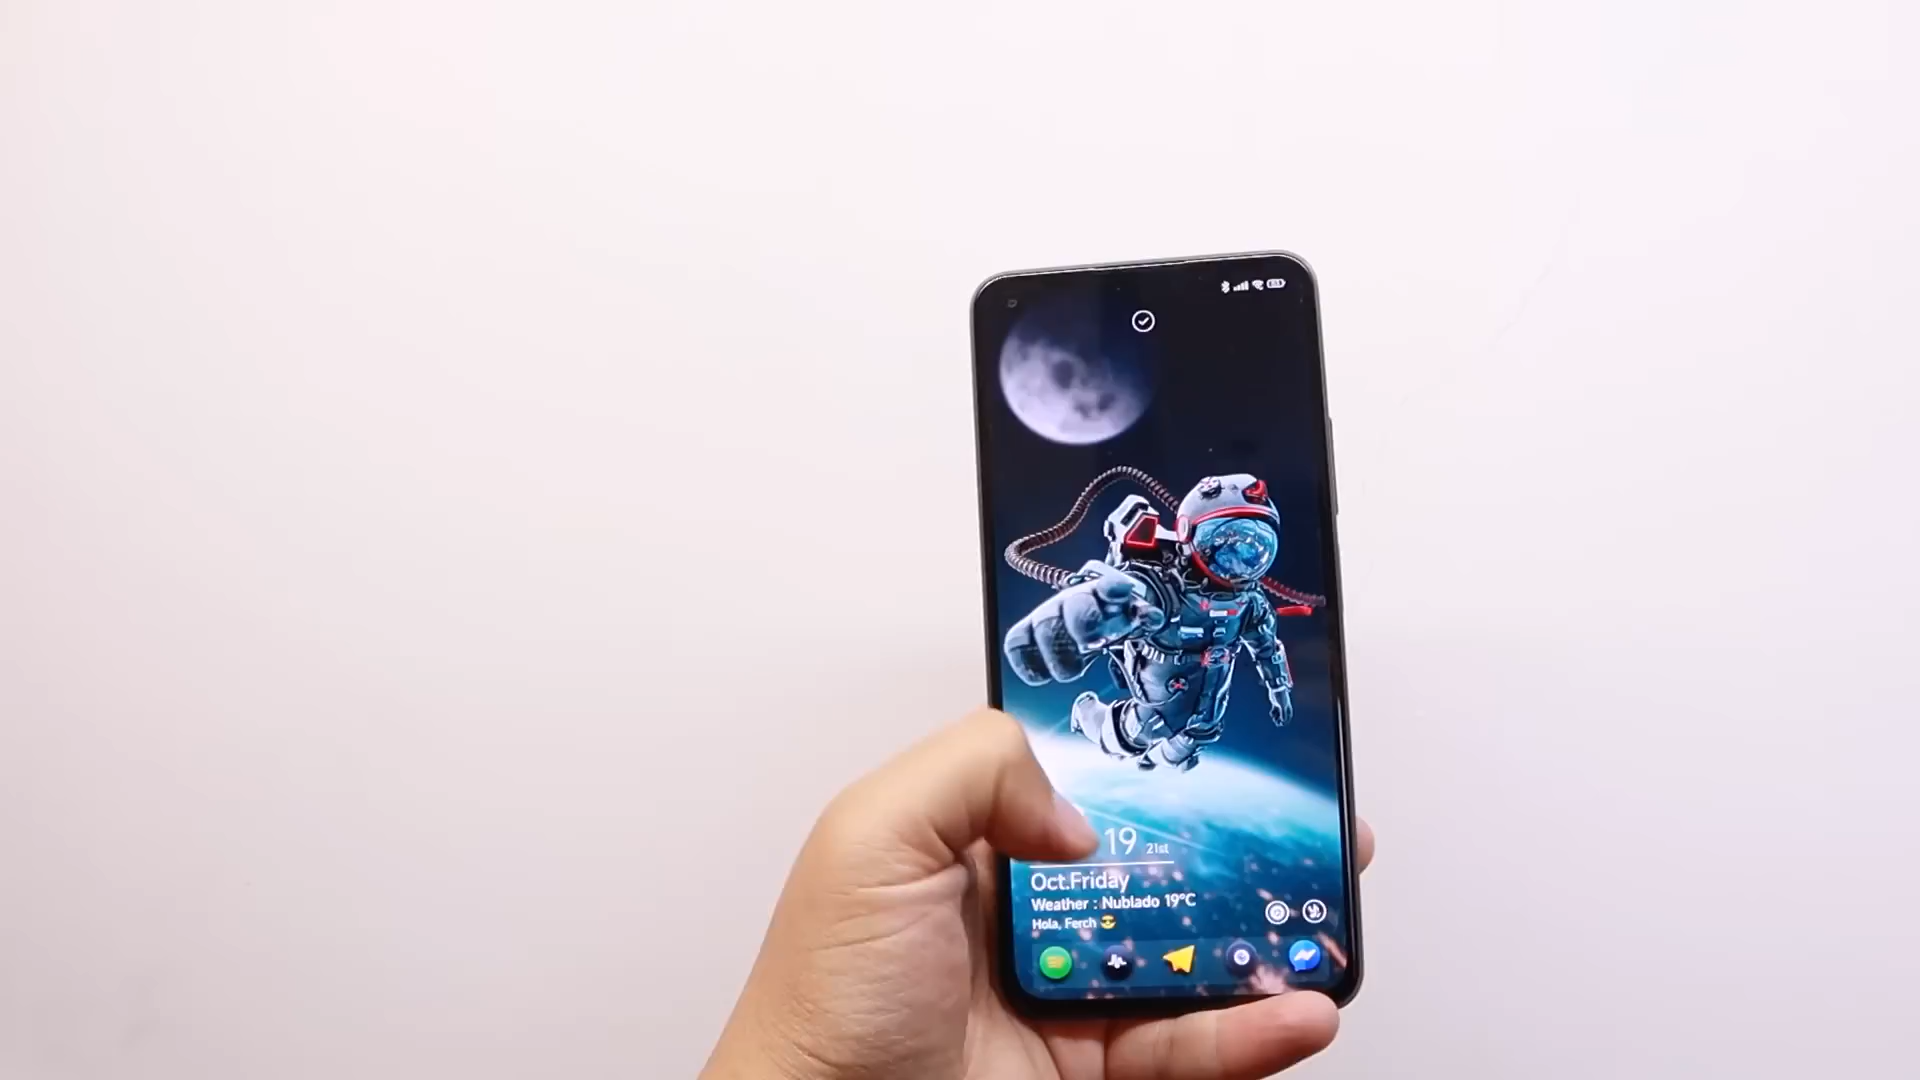 19 21st
Oct.Friday
Weather : Nublado 19°C
Hola, Ferch 😎